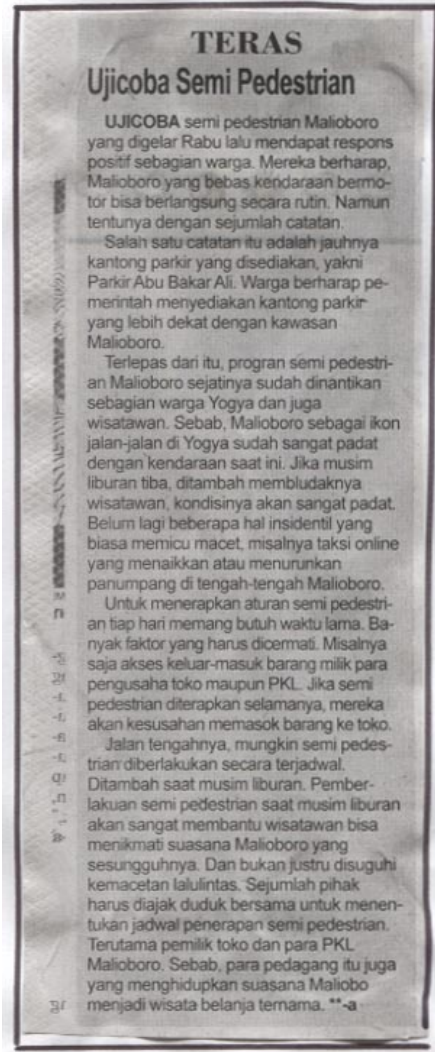 TERAS
Ujicoba Semi Pedestrian
UJICOBA semi pedestrian Malioboro
yang digelar Rabu lalu mendapat respons
positif sebagian warga. Mereka berharap,
Malioboro yang bebas kendaraan bermo-
tor bisa berlangsung secara rutin. Namun
tentunya dengan sejumlah catatan.
Salah satu catatan itu adalah jauhnya
kantong parkir yang disediakan, yakni
Parkir Abu Bakar Ali. Warga berharap pe-
merintah menyediakan kantong parkir
yang lebih dekat dengan kawasan
Malioboro.
Terlepas dari itu, progran semi pedestri-
an Malioboro sejatinya sudah dinantikan
sebagian warga Yogya dan juga
wisatawan. Sebab, Malioboro sebagai ikon
jalan-jalan di Yogya sudah sangat padat
dengan kendaraan saat ini. Jika musim
liburan tiba, ditambah membludaknya
wisatawan, kondisinya akan sangat padat.
Belum lagi beberapa hal insidentil yang
biasa memicu macet, misalnya taksi online
yang menaikkan atau menurunkan
panumpang di tengah-tengah Malioboro.
Untuk menerapkan aturan semi pedestri-
an tiap hari memang butuh waktu lama. Ba-
nyak faktor yang harus dicermati. Misalnya
saja akses keluar-masuk barang milik para
pengusaha toko maupun PKL. Jika semi
pedestrian diterapkan selamanya, mereka
akan kesusahan memasok barang ke toko.
Jalan tengahnya, mungkin semi pedes-
trian diberlakukan secara terjadwal.
Ditambah saat musim liburan. Pember-
lakuan semi pedestrian saat musim liburan
akan sangat membantu wisatawan bisa
menikmati suasana Malioboro yang
sesungguhnya. Dan bukan justru disuguhi
kemacetan lalulintas. Sejumlah pihak
harus diajak duduk bersama untuk menen-
tukan jadwal penerapan semi pedestrian.
Terutama pemilik toko dan para PKL
Malioboro. Sebab, para pedagang itu juga
yang menghidupkan suasana Maliobo
menjadi wisata belanja ternama. **-a